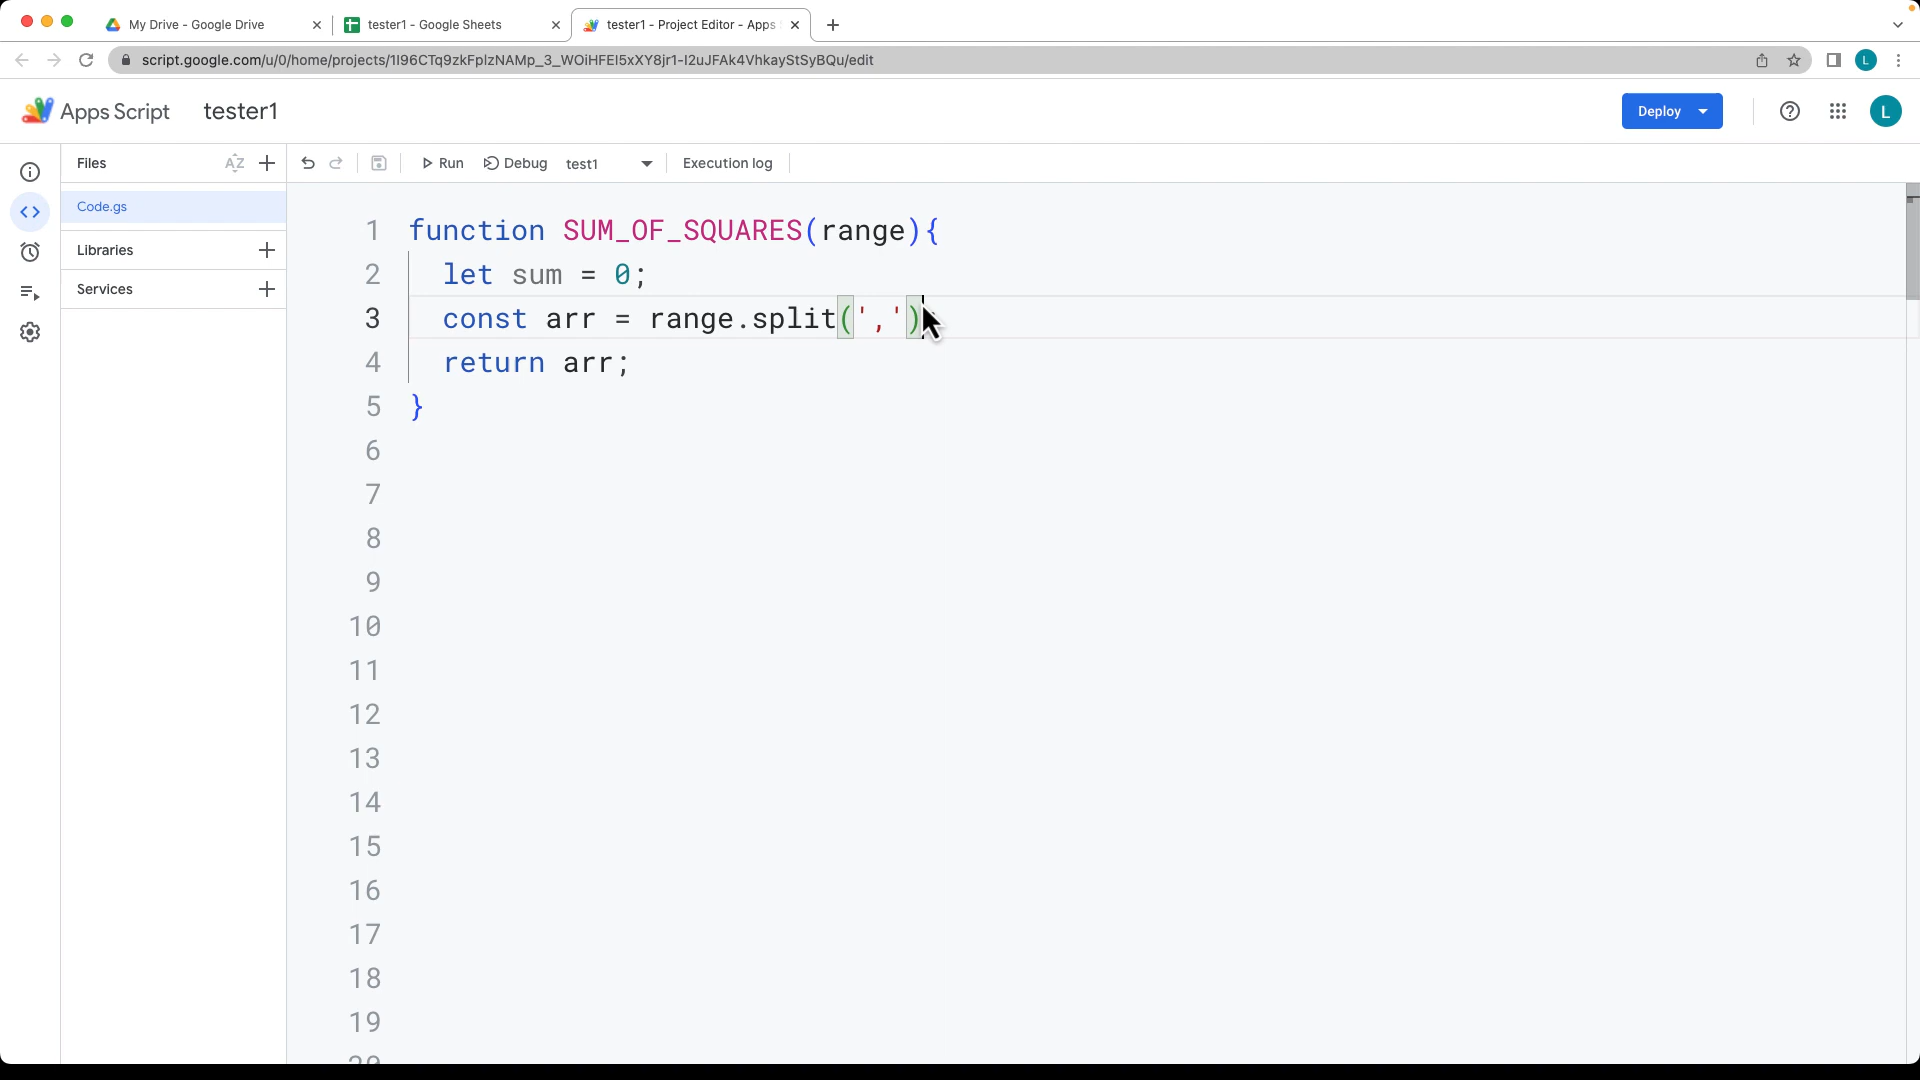 My Drive - Google Drive
tester1 - Google Sheets
tester1 - Project Editor - Apps
script.google.com/u/0/home/projects/1I96CTq9zkFpIzNAMp_3_WOiHFEI5xXY8jr1-I2uJFAk4VhkayStSyBQu/edit
L
Apps Script
tester1
Deploy
L
Files
AZ
Run
Debug
test1
Execution log
Code.gs
Libraries
Services
1 function SUM_OF_SQUARES(range){
2 let sum = 0;
3 const arr = range.split(',')
4 return arr;
5 }
6
7
8
9
10
11
12
13
14
15
16
17
18
19
20